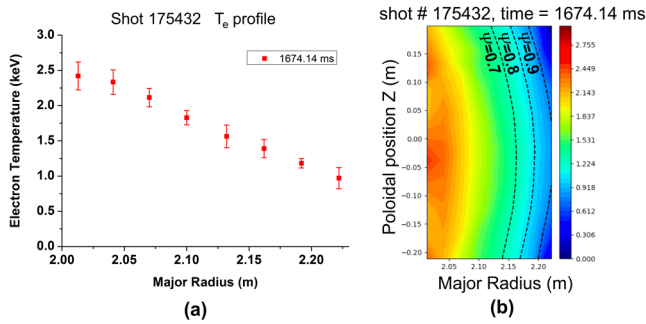 Shot 175432 Te profile
1674.14 ms
Electron Temperature (keV)
3.0
2.5
2.0
1.5
1.0
0.5
0.0
2.00 2.05 2.10 2.15 2.20
Major Radius (m)
(a)
shot # 175432, time = 1674.14 ms
Poloidal position Z (m)
0.15
0.10
0.05
0.00
−0.05
−0.10
−0.15
−0.20
ψ=0.7
ψ=0.8
ψ=0.9
2.05 2.10 2.15 2.20
Major Radius (m)
(b)
2.755
2.449
2.143
1.837
1.531
1.224
0.918
0.612
0.306
0.000